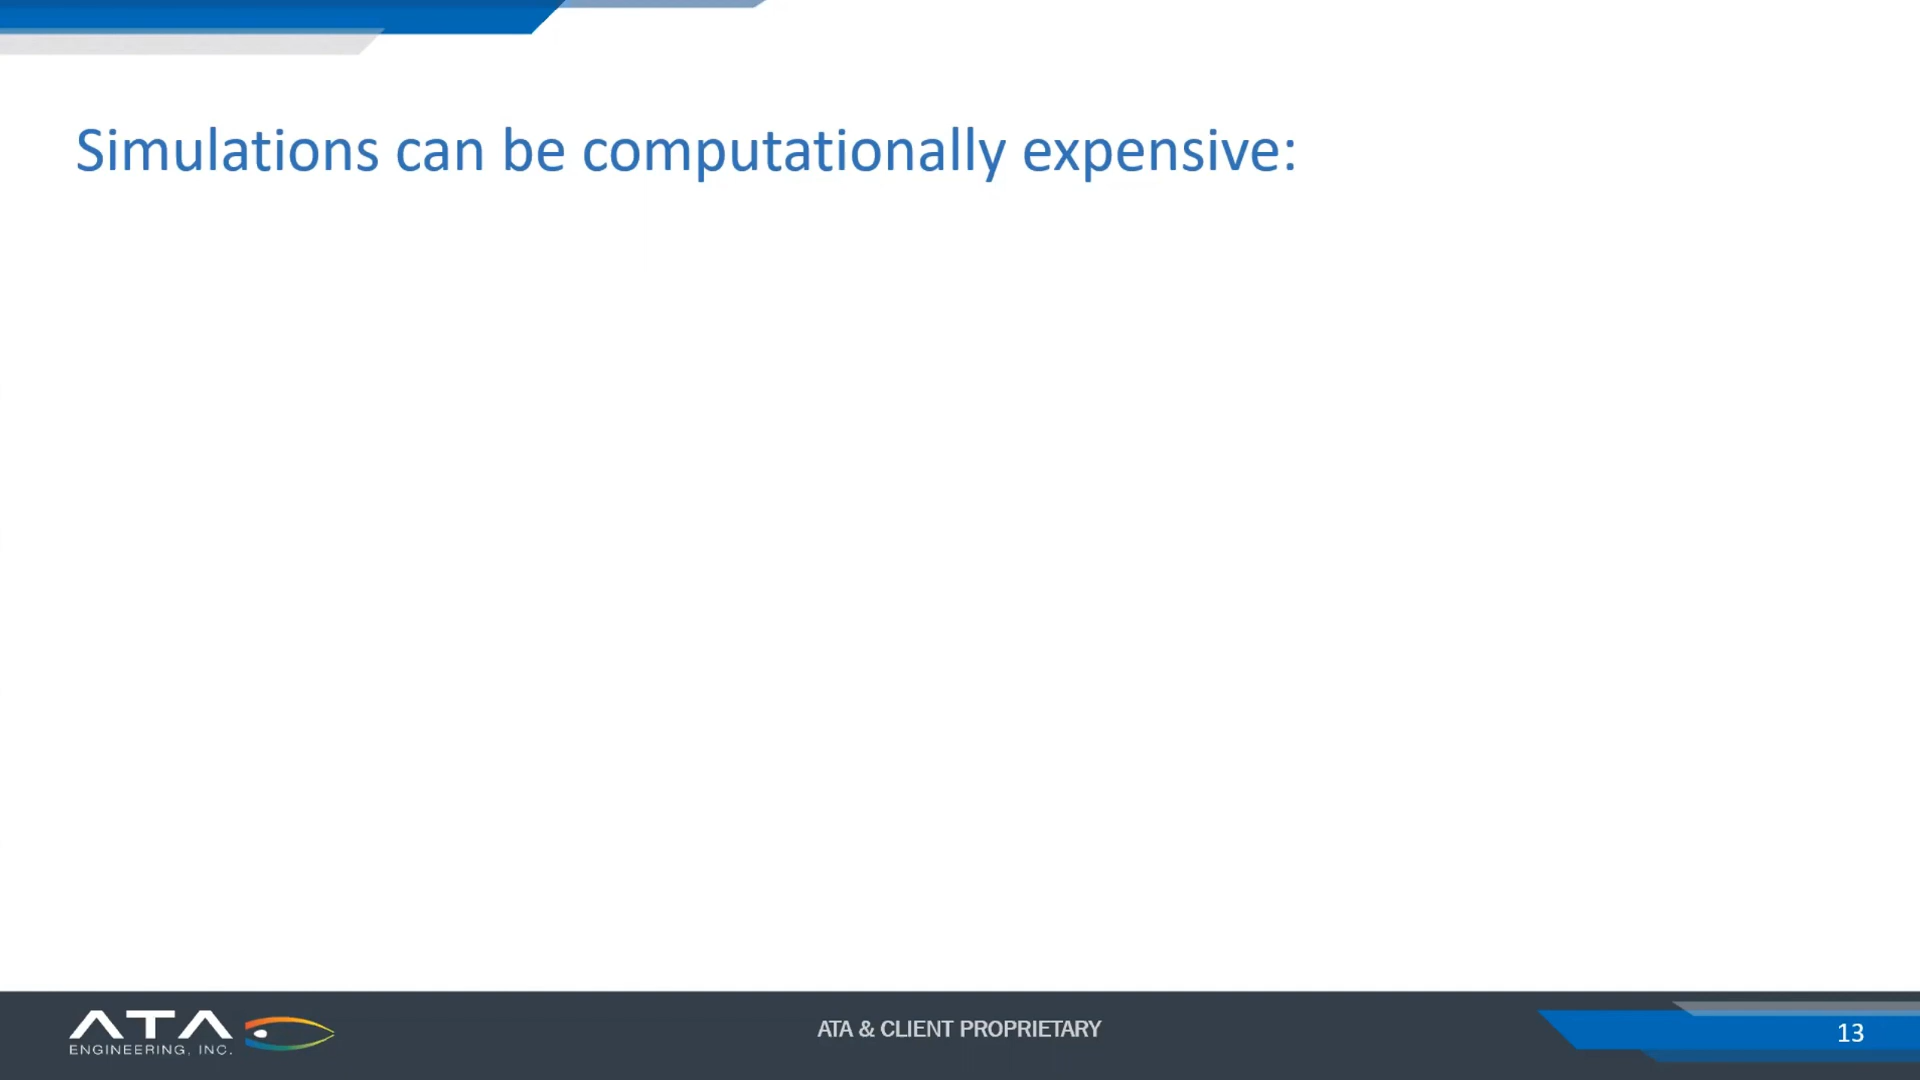 Simulations can be computationally expensive:
ATA
ENGINEERING, INC.
ATA & CLIENT PROPRIETARY
13